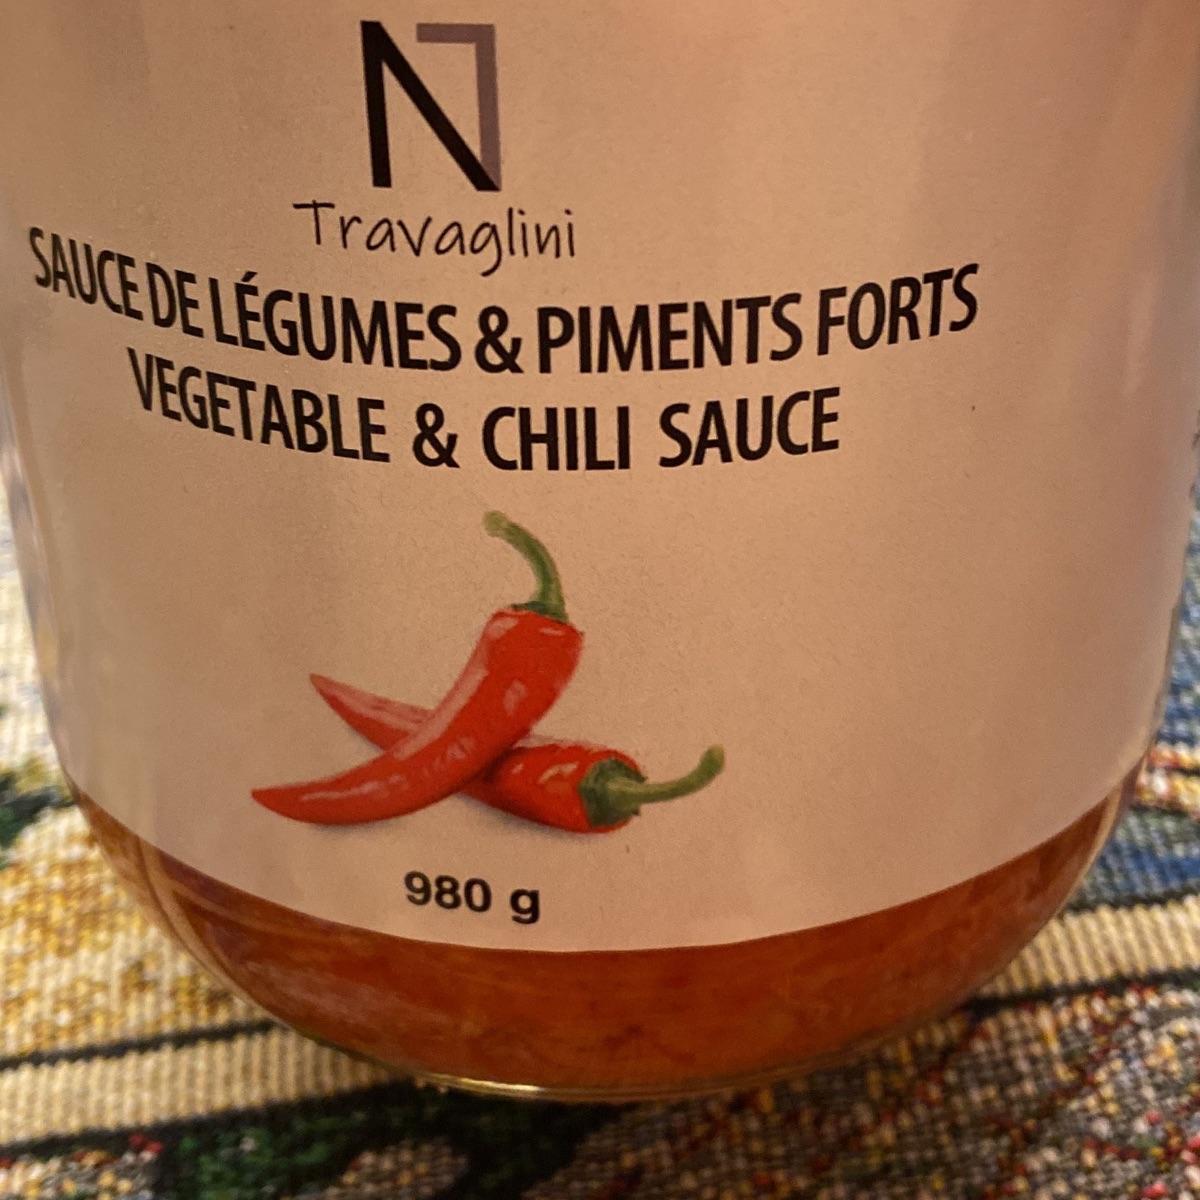 N
Travaglini
SAUCE DE LÉGUMES & PIMENTS FORTS
VEGETABLE & CHILI SAUCE
980 g